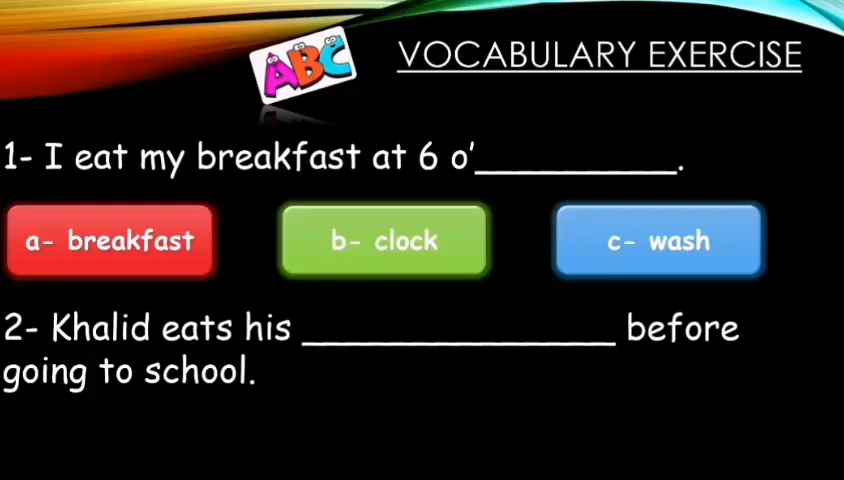 ABC
VOCABULARY EXERCISE
1- I eat my breakfast at 6 o'__________.
a- breakfast
b- clock
c- wash
2- Khalid eats his ________________ before
going to school.